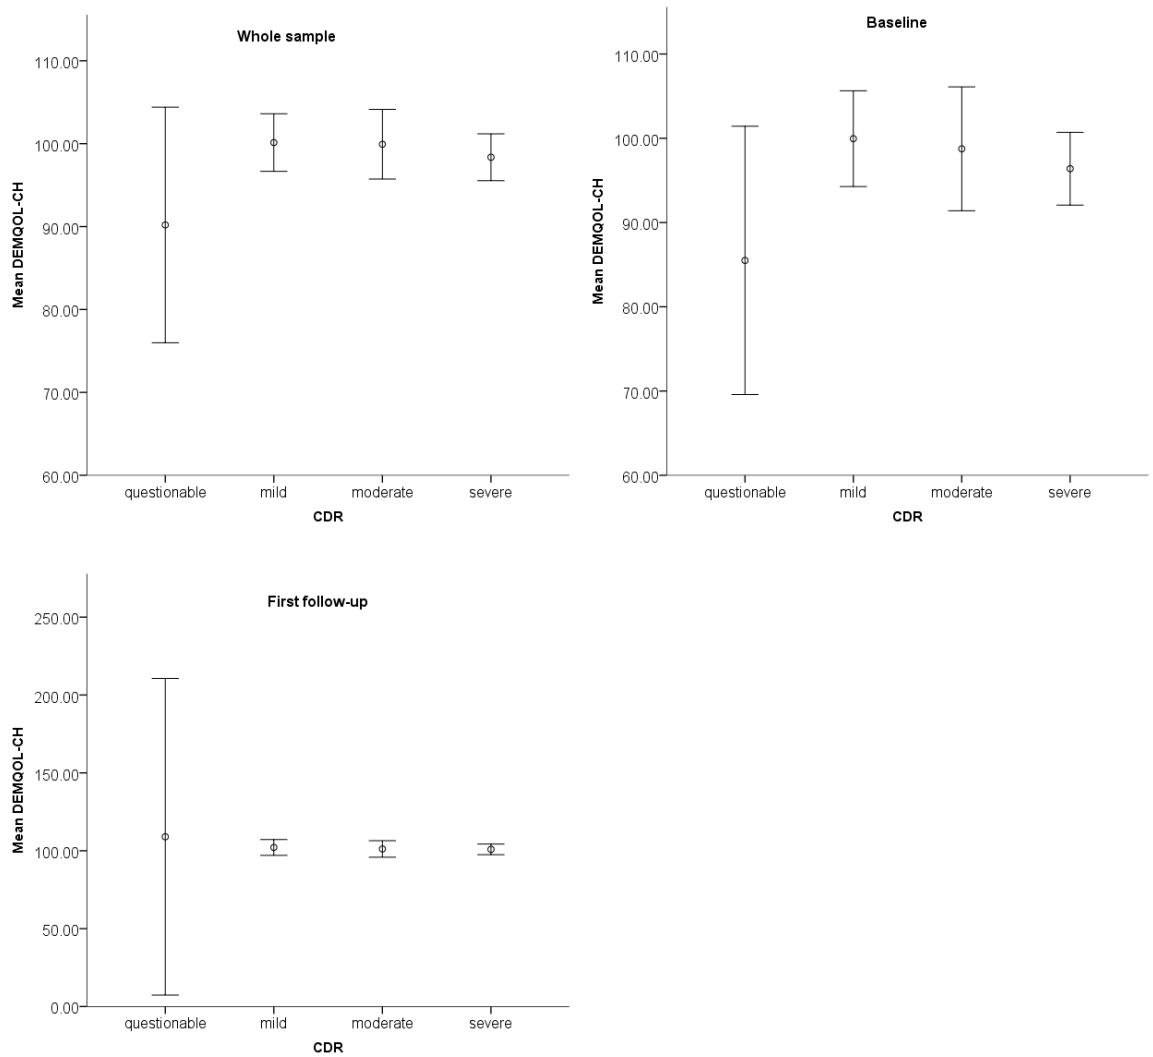 Whole sample
110.00
100.00
90.00
80.00
70.00
60.00
Mean DEMQOL-CH
questionable mild moderate severe
CDR
Baseline
110.00
100.00
90.00
80.00
70.00
60.00
Mean DEMQOL-CH
questionable mild moderate severe
CDR
First follow-up
250.00
200.00
150.00
100.00
50.00
0.00
Mean DEMQOL-CH
questionable mild moderate severe
CDR